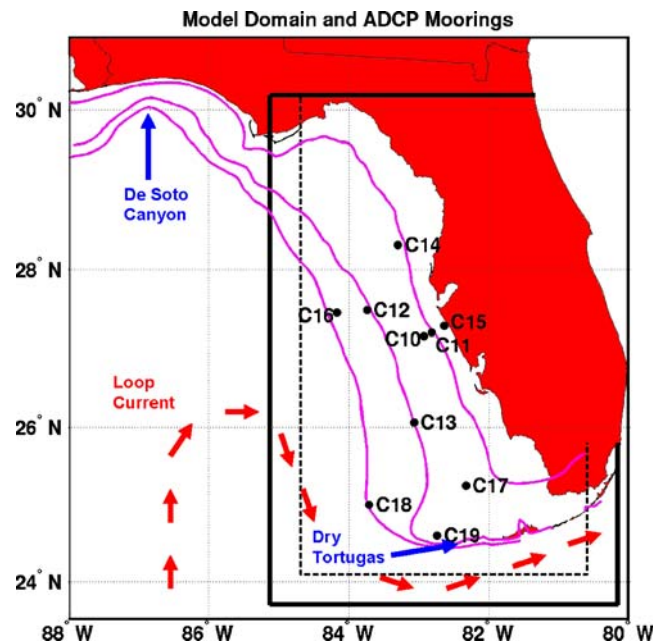 Model Domain and ADCP Moorings
30° N
De Soto
Canyon
C14
28° N
C16
C12
C15
C10
C11
Loop
Current
26° N
C13
C17
C18
C19
Dry
Tortugas
24° N
88° W
86° W
84° W
82° W
80° W